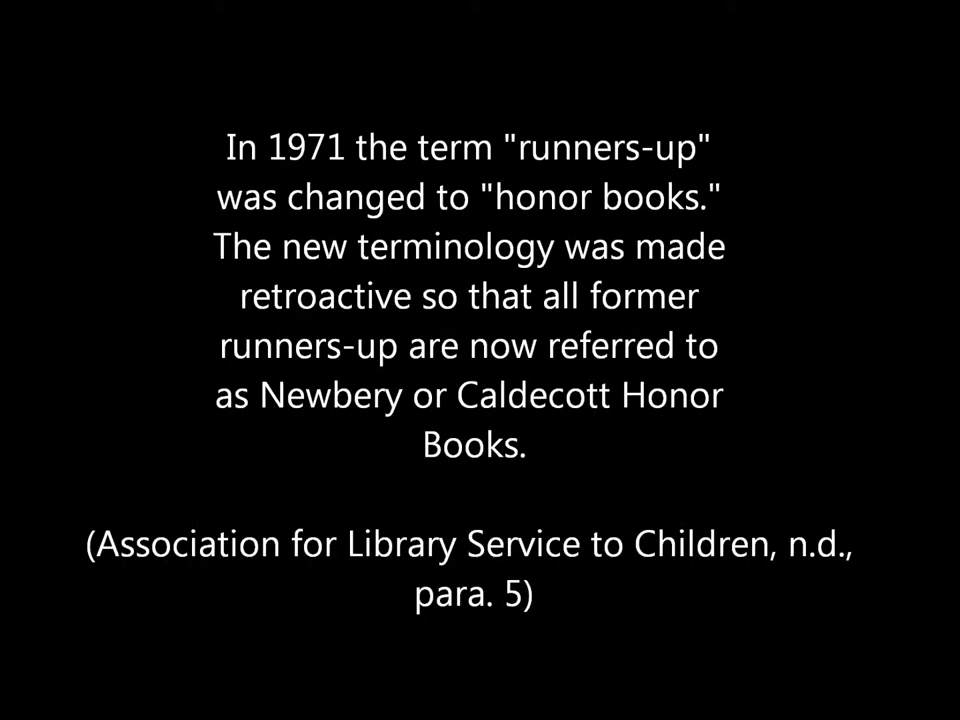 In 1971 the term "runners-up"
was changed to "honor books."
The new terminology was made
retroactive so that all former
runners-up are now referred to
as Newbery or Caldecott Honor
Books.
(Association for Library Service to Children, n.d.,
para. 5)